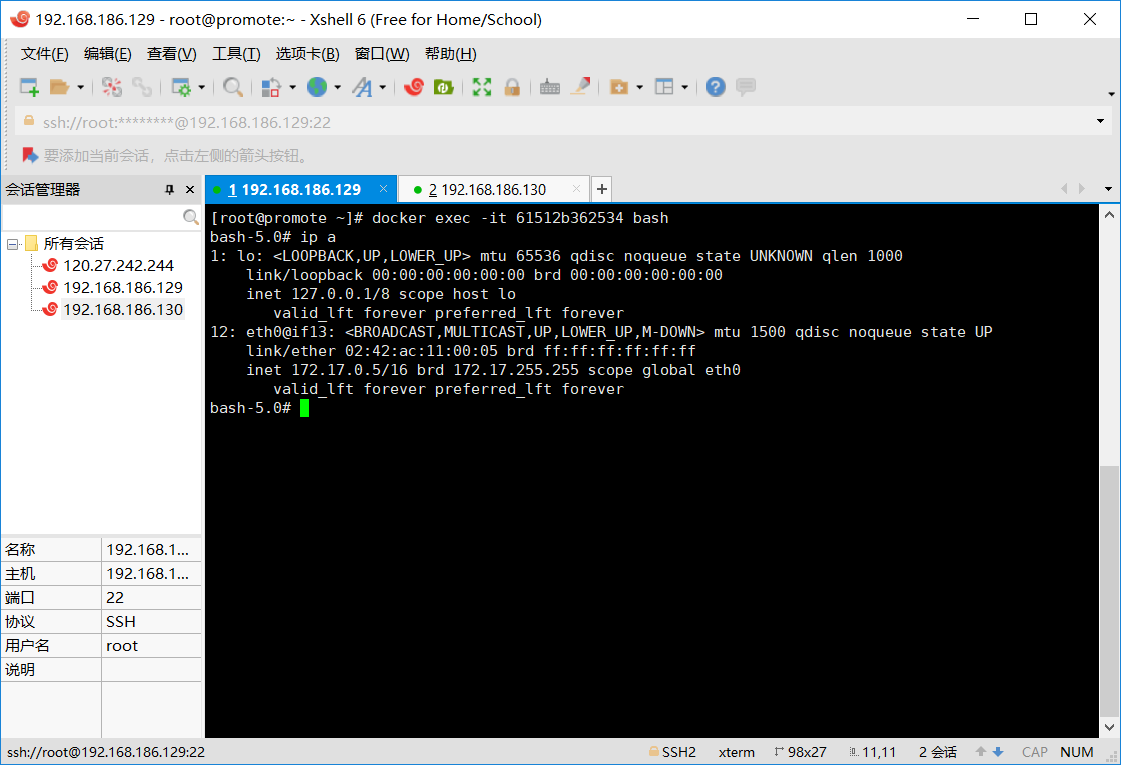 192.168.186.129 - root@promote:~ - Xshell 6 (Free for Home/School)
文件(F) 编辑(E) 查看(V) 工具(T) 选项卡(B) 窗口(W) 帮助(H)
ssh://root:********@192.168.186.129:22
要添加当前会话，点击左侧的箭头按钮。
会话管理器
1 192.168.186.129
2 192.168.186.130
所有会话
120.27.242.244
192.168.186.129
192.168.186.130
名称 192.168.1...
主机 192.168.1...
端口 22
协议 SSH
用户名 root
说明
[root@promote ~]# docker exec -it 61512b362534 bash
bash-5.0# ip a
1: lo: <LOOPBACK,UP,LOWER_UP> mtu 65536 qdisc noqueue state UNKNOWN qlen 1000
    link/loopback 00:00:00:00:00:00 brd 00:00:00:00:00:00
    inet 127.0.0.1/8 scope host lo
       valid_lft forever preferred_lft forever
12: eth0@if13: <BROADCAST,MULTICAST,UP,LOWER_UP,M-DOWN> mtu 1500 qdisc noqueue state UP
    link/ether 02:42:ac:11:00:05 brd ff:ff:ff:ff:ff:ff
    inet 172.17.0.5/16 brd 172.17.255.255 scope global eth0
       valid_lft forever preferred_lft forever
bash-5.0#
ssh://root@192.168.186.129:22 SSH2 xterm 98x27 11,11 2 会话 CAP NUM